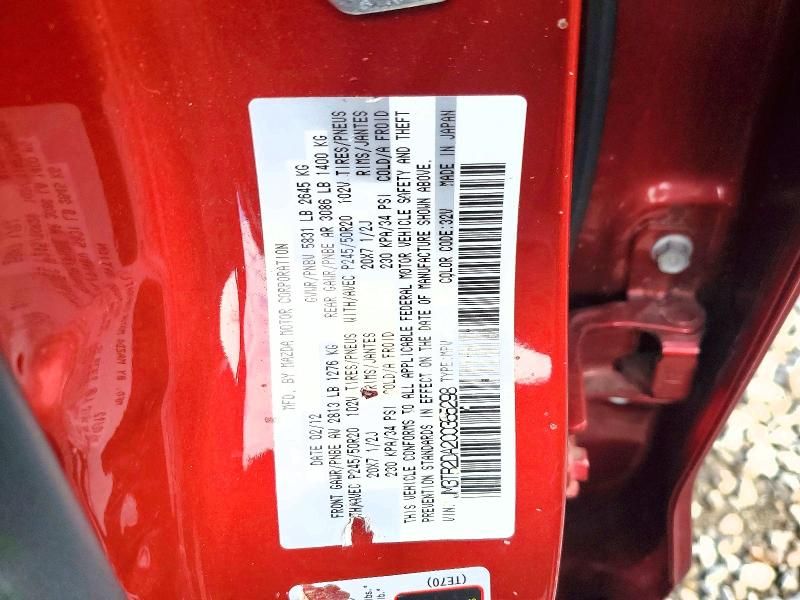 MFD. BY MAZDA MOTOR CORPORATION
DATE 02/12 GVWR/PNBV 5831 LB 2645 KG
FRONT GAWR/PNBE AV 2813 LB 1276 KG REAR GAWR/PNBE AR 3086 LB 1400 KG
TH/AVEC P245/50R20 102V TIRES/PNEUS WITH/AVEC P245/50R20 102V TIRES/PNEUS
20X7 1/2J RIMS/JANTES 20X7 1/2J RIMS/JANTES
230 KPA/34 PSI COLD/A FROID 230 KPA/34 PSI COLD/A FROID
THIS VEHICLE CONFORMS TO ALL APPLICABLE FEDERAL MOTOR VEHICLE SAFETY AND THEFT
PREVENTION STANDARDS IN EFFECT ON THE DATE OF MANUFACTURE SHOWN ABOVE.
VIN. JM3TB2DA2C0355298 TYPE:MPV COLOR CODE:32V MADE IN JAPAN
(TE70)